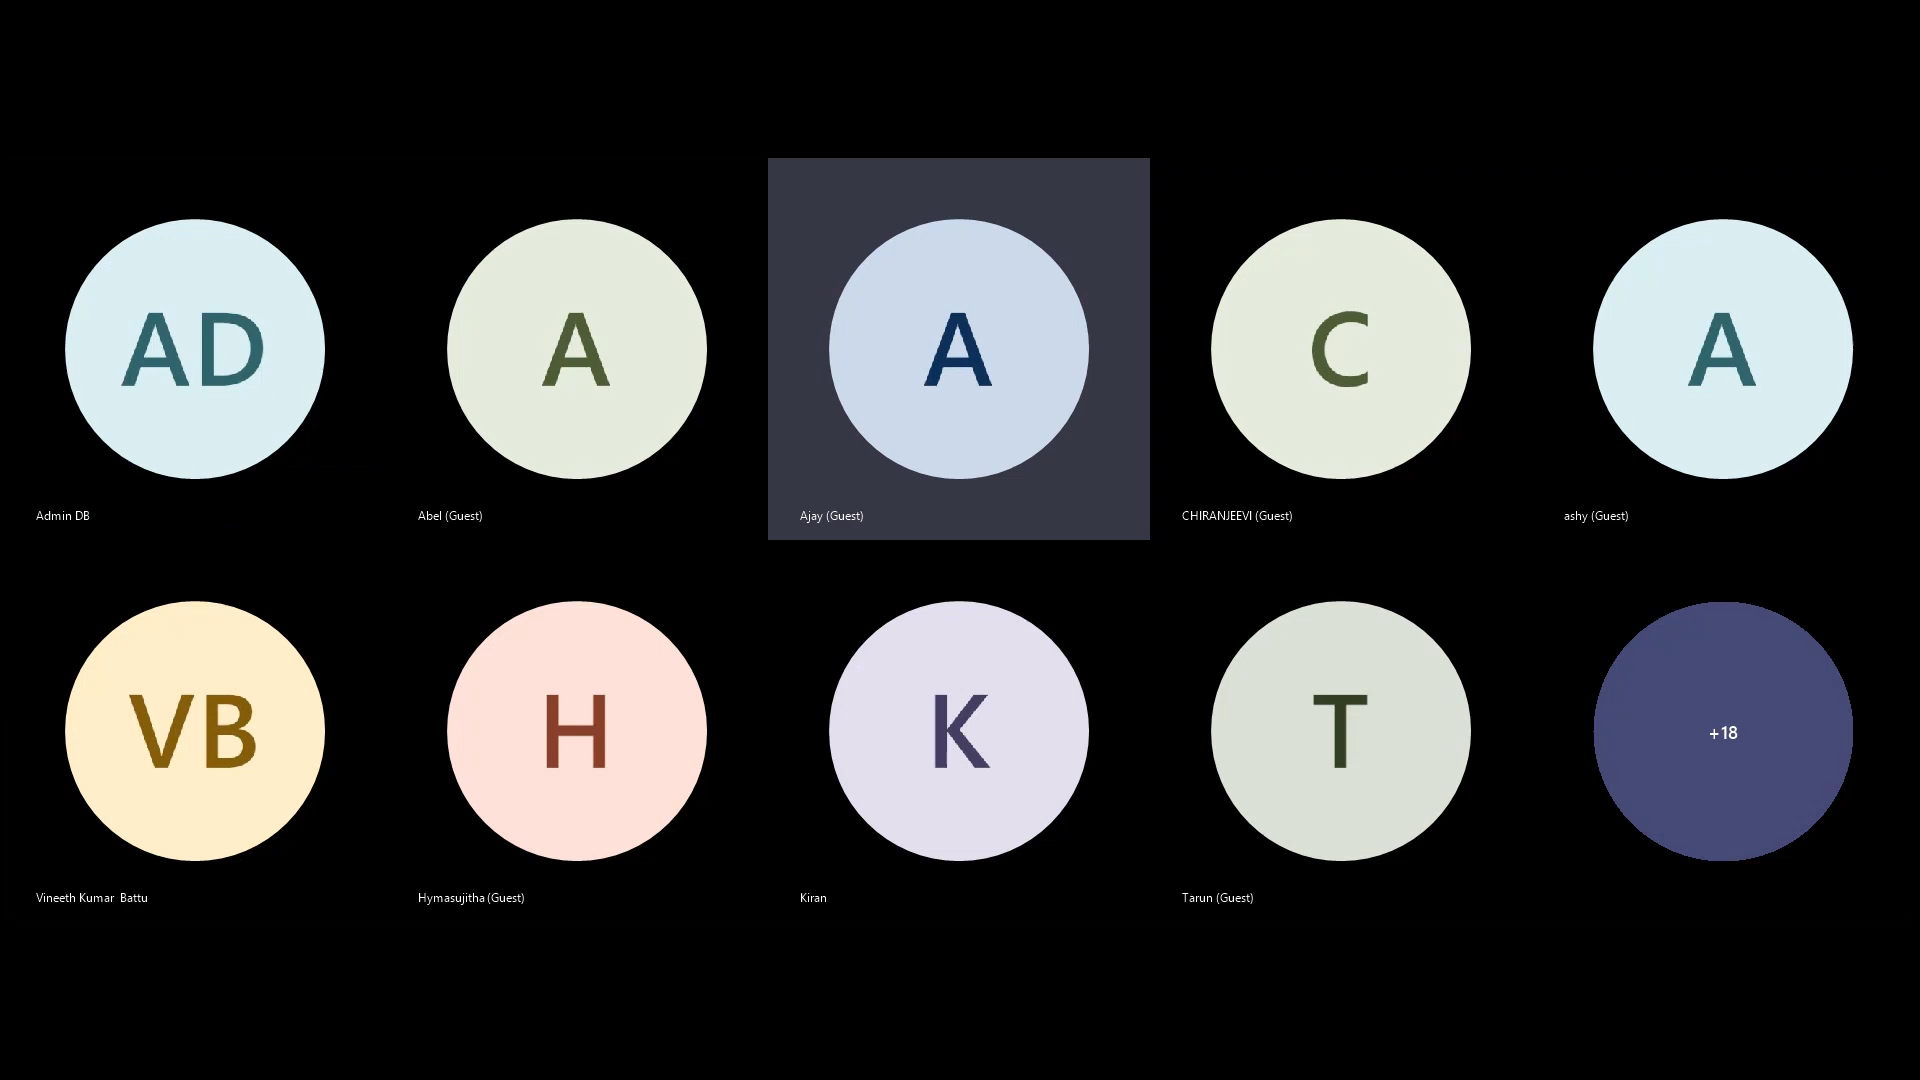 AD
A
A
C
A
Admin DB
Abel (Guest)
Ajay (Guest)
CHIRANJEEVI (Guest)
ashy (Guest)
VB
H
K
T
+18
Vineeth Kumar  Battu
Hymasujitha (Guest)
Kiran
Tarun (Guest)